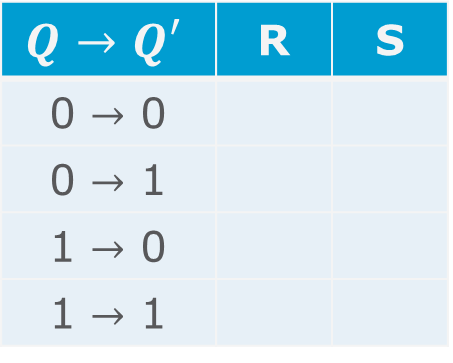 Q → Q′ R S
0 → 0
0 → 1
1 → 0
1 → 1